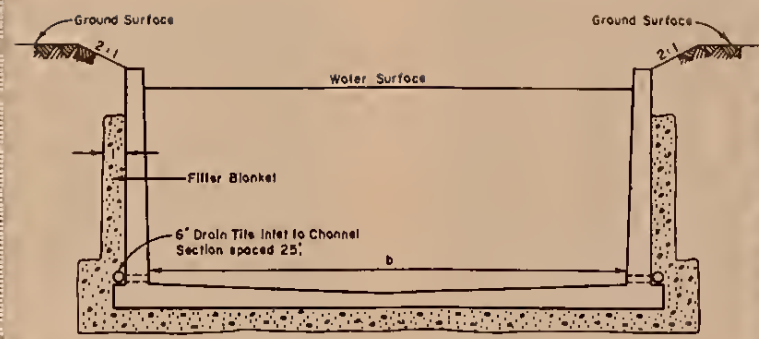 Ground Surface
Ground Surface
2:1
2:1
Water Surface
Filter Blanket
6" Drain Tile Inlet to Channel
Section spaced 25'.
b